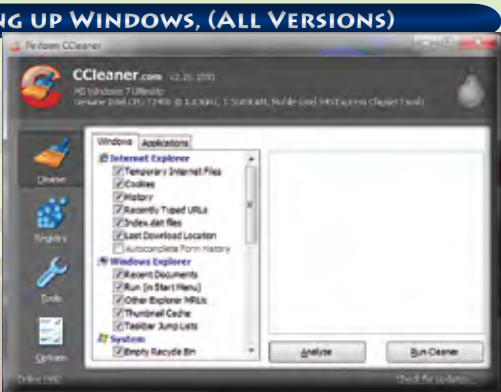 NG UP WINDOWS, (ALL VERSIONS)
CCleaner
CCleaner.com
MS Windows 7 Ultimate
Cleaner
Registry
Tools
Options
Windows Applications
Internet Explorer
Temporary Internet Files
Cookies
History
Recently Typed URLs
Index.dat files
Last Download Location
Autocomplete Form History
Windows Explorer
Recent Documents
Run (in Start Menu)
Other Explorer MRUs
Thumbnail Cache
Taskbar Jump Lists
System
Empty Recycle Bin
Analyze
Run Cleaner
Online Help
Check for updates...